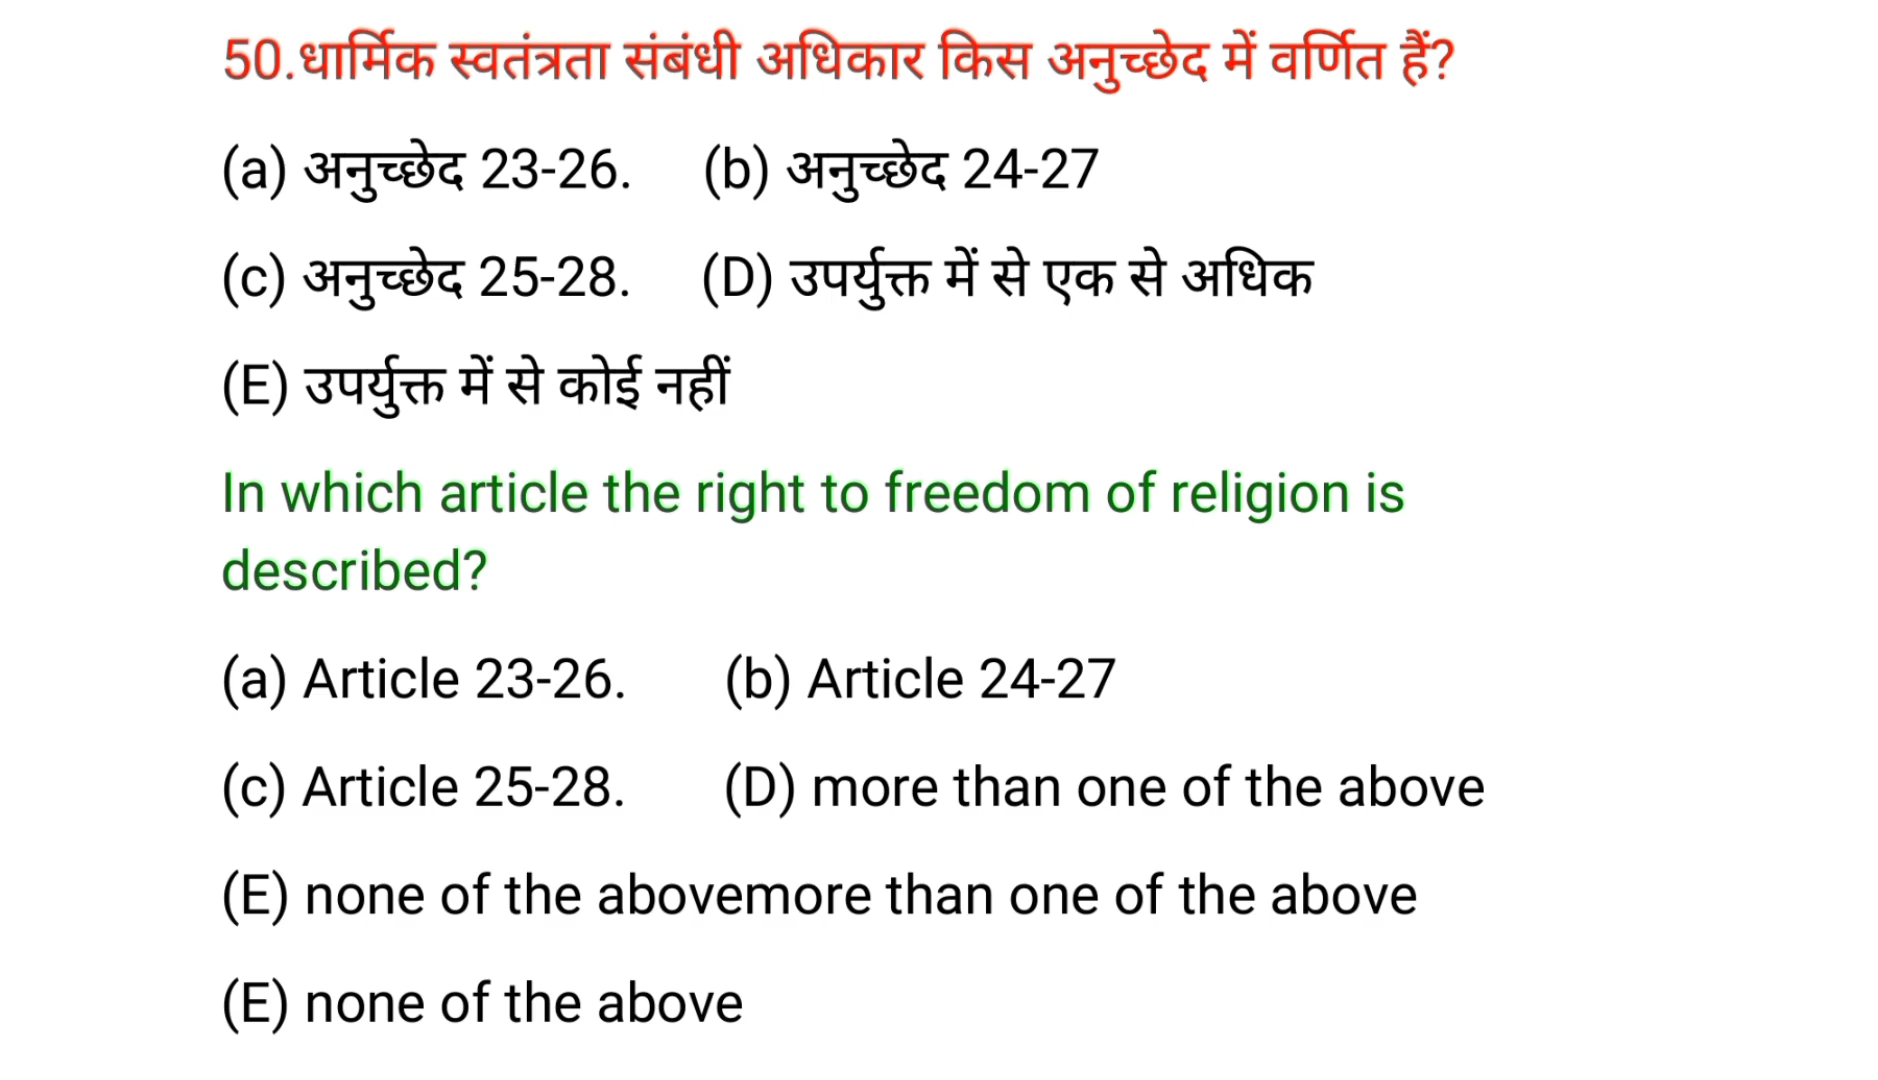 50.धार्मिक स्वतंत्रता संबंधी अधिकार किस अनुच्छेद में वर्णित हैं?
(a) अनुच्छेद 23-26. (b) अनुच्छेद 24-27
(c) अनुच्छेद 25-28. (D) उपर्युक्त में से एक से अधिक
(E) उपर्युक्त में से कोई नहीं
In which article the right to freedom of religion is
described?
(a) Article 23-26. (b) Article 24-27
(c) Article 25-28. (D) more than one of the above
(E) none of the abovemore than one of the above
(E) none of the above